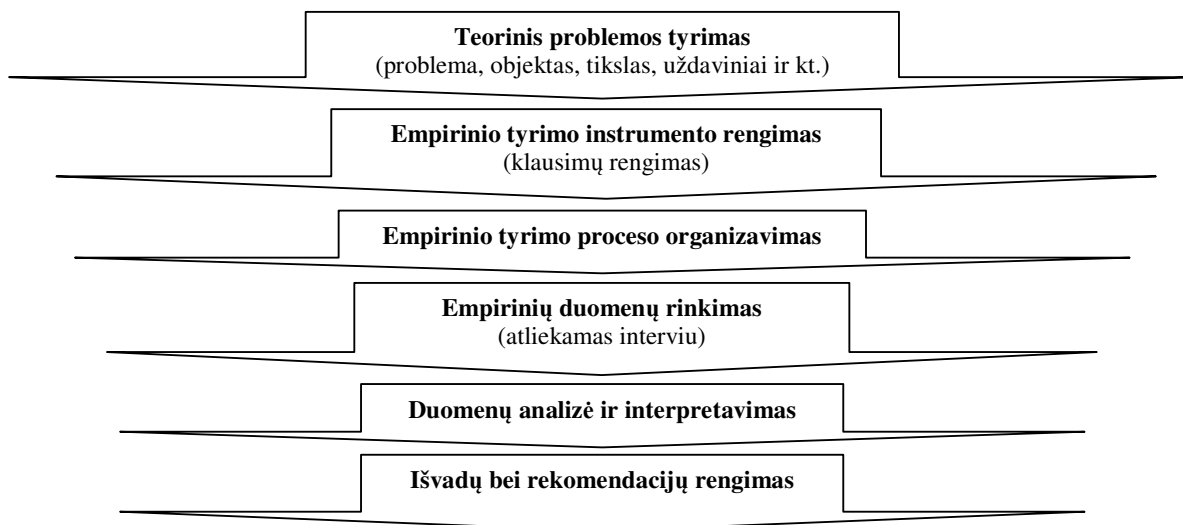 Teorinis problemos tyrimas
(problema, objektas, tikslas, uždaviniai ir kt.)
Empirinio tyrimo instrumento rengimas
(klausimų rengimas)
Empirinio tyrimo proceso organizavimas
Empirinių duomenų rinkimas
(atliekamas interviu)
Duomenų analizė ir interpretavimas
Išvadų bei rekomendacijų rengimas